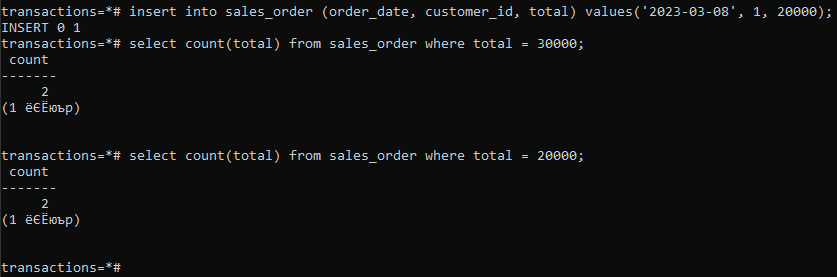 transactions=*# insert into sales_order (order_date, customer_id, total) values('2023-03-08', 1, 20000);
INSERT 0 1
transactions=*# select count(total) from sales_order where total = 30000;
count
-------
2
(1 ёЄЁюър)
transactions=*# select count(total) from sales_order where total = 20000;
count
-------
2
(1 ёЄЁюър)
transactions=*#